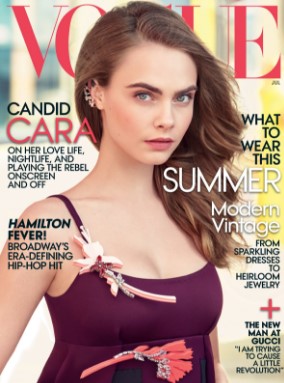 VOGUE
CANDID
CARA
ON HER LOVE LIFE,
NIGHTLIFE, AND
PLAYING THE REBEL
ONSCREEN
AND OFF
HAMILTON
FEVER!
BROADWAY'S
ERA-DEFINING
HIP-HOP HIT
WHAT
TO
WEAR
THIS
SUMMER
Modern
Vintage
FROM
SPARKLING
DRESSES
TO
HEIRLOOM
JEWELRY
+
THE NEW
MAN AT
GUCCI
"I AM TRYING
TO CAUSE
A LITTLE
REVOLUTION"